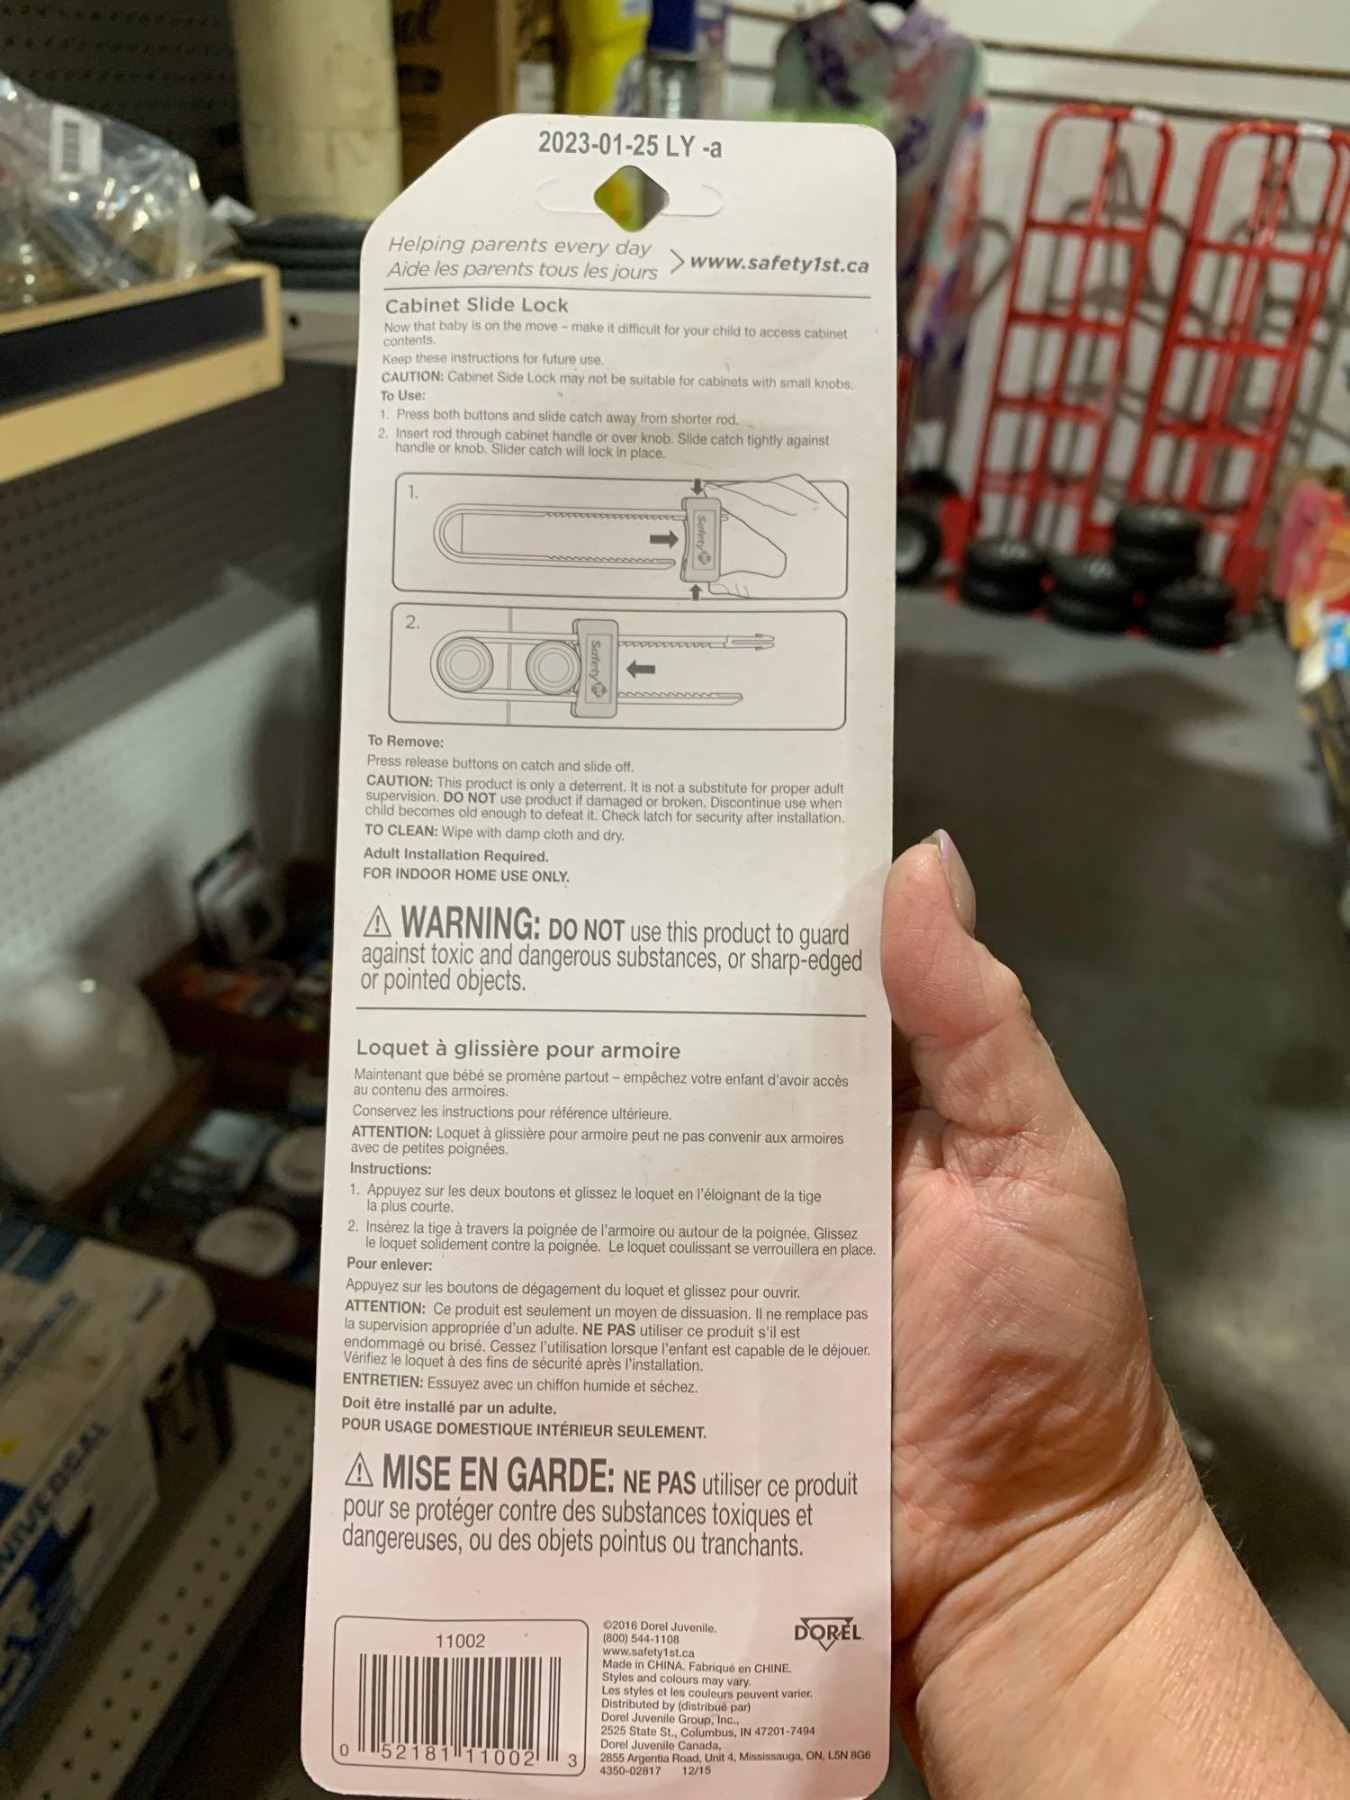 2023-01-25 LY -a
Helping parents every day
Aide les parents tous les jours
www.safety1st.ca
Cabinet Slide Lock
Now that baby is on the move – make it difficult for your child to access cabinet
contents.
Keep these instructions for future use.
CAUTION: Cabinet Side Lock may not be suitable for cabinets with small knobs.
To Use:
1. Press both buttons and slide catch away from shorter rod.
2. Insert rod through cabinet handle or over knob. Slide catch tightly against
handle or knob. Slider catch will lock in place.
1.
Safety 1st
2.
Safety 1st
To Remove:
Press release buttons on catch and slide off.
CAUTION: This product is only a deterrent. It is not a substitute for proper adult
supervision. DO NOT use product if damaged or broken. Discontinue use when
child becomes old enough to defeat it. Check latch for security after installation.
TO CLEAN: Wipe with damp cloth and dry.
Adult Installation Required.
FOR INDOOR HOME USE ONLY.
⚠ WARNING: DO NOT use this product to guard
against toxic and dangerous substances, or sharp-edged
or pointed objects.
Loquet à glissière pour armoire
Maintenant que bébé se promène partout – empêchez votre enfant d'avoir accès
au contenu des armoires.
Conservez les instructions pour référence ultérieure.
ATTENTION: Loquet à glissière pour armoire peut ne pas convenir aux armoires
avec de petites poignées.
Instructions:
1. Appuyez sur les deux boutons et glissez le loquet en l'éloignant de la tige
la plus courte.
2. Insérez la tige à travers la poignée de l'armoire ou autour de la poignée. Glissez
le loquet solidement contre la poignée. Le loquet coulissant se verrouillera en place.
Pour enlever:
Appuyez sur les boutons de dégagement du loquet et glissez pour ouvrir.
ATTENTION: Ce produit est seulement un moyen de dissuasion. Il ne remplace pas
la supervision appropriée d'un adulte. NE PAS utiliser ce produit s'il est
endommagé ou brisé. Cessez l'utilisation lorsque l'enfant est capable de le déjouer.
Vérifiez le loquet à des fins de sécurité après l'installation.
ENTRETIEN: Essuyez avec un chiffon humide et séchez.
Doit être installé par un adulte.
POUR USAGE DOMESTIQUE INTÉRIEUR SEULEMENT.
⚠ MISE EN GARDE: NE PAS utiliser ce produit
pour se protéger contre des substances toxiques et
dangereuses, ou des objets pointus ou tranchants.
11002
0 52181 11002 3
©2016 Dorel Juvenile.
(800) 544-1108
www.safety1st.ca
Made in CHINA. Fabriqué en CHINE.
Styles and colours may vary.
Les styles et les couleurs peuvent varier.
Distributed by (distribué par)
Dorel Juvenile Group, Inc.,
2525 State St., Columbus, IN 47201-7494
Dorel Juvenile Canada,
2855 Argentia Road, Unit 4, Mississauga, ON, L5N 8G6
4350-02817 12/15
DOREL